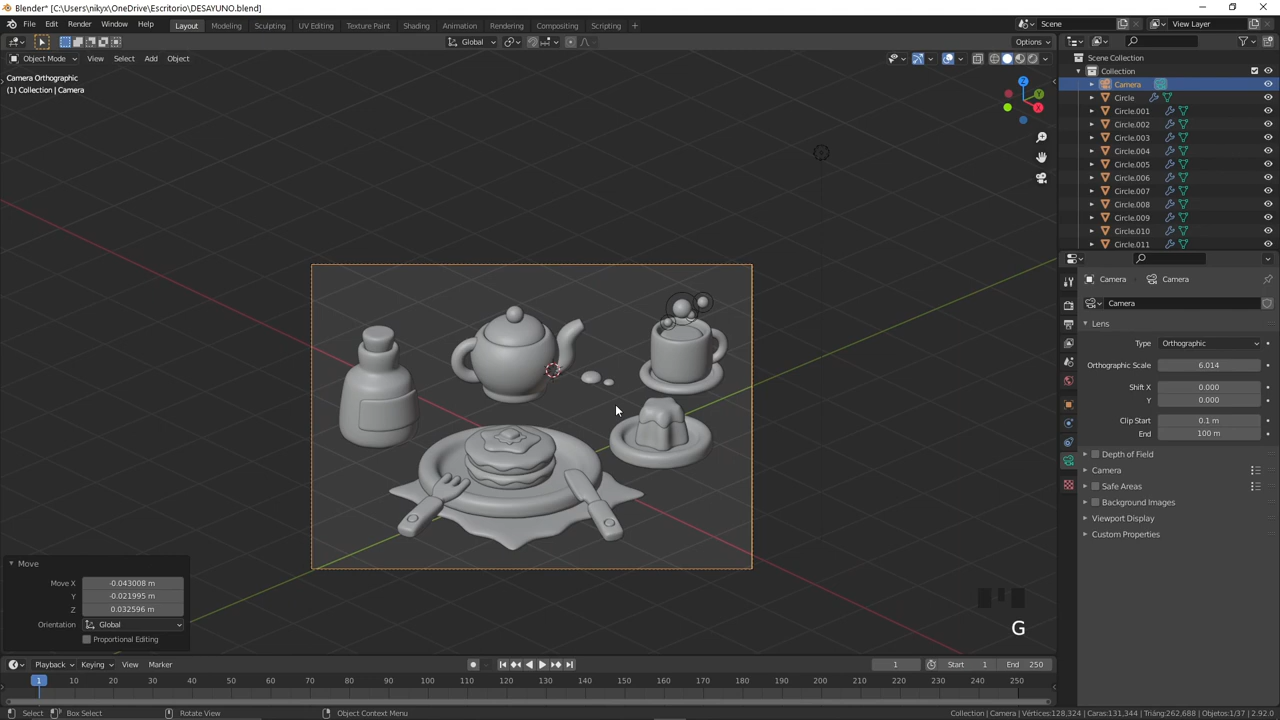 Blender* [C:\Users\nikyx\OneDrive\Escritorio\DESAYUNO.blend]
File Edit Render Window Help Layout Modeling Sculpting UV Editing Texture Paint Shading Animation Rendering Compositing Scripting + Scene View Layer
Global Options
Object Mode View Select Add Object
Camera Orthographic
(1) Collection | Camera
Z
Y
X
Scene Collection
Collection
Camera
Circle
Circle.001
Circle.002
Circle.003
Circle.004
Circle.005
Circle.006
Circle.007
Circle.008
Circle.009
Circle.010
Circle.011
Camera Camera
Camera
Lens
Type Orthographic
Orthographic Scale 6.014
Shift X 0.000
Y 0.000
Clip Start 0.1 m
End 100 m
Depth of Field
Camera
Safe Areas
Background Images
Viewport Display
Custom Properties
Move
Move X -0.043008 m
Y -0.021995 m
Z 0.032596 m
Orientation Global
Proportional Editing
G
Playback Keying View Marker 1 Start 1 End 250
1 10 20 30 40 50 60 70 80 90 100 110 120 130 140 150 160 170 180 190 200 210 220 230 240 250
Select Box Select Rotate View Object Context Menu Collection | Camera | Vértices:128,324 | Caras:131,344 | Triáng:262,688 | Objetos:1/37 | 2.92.0